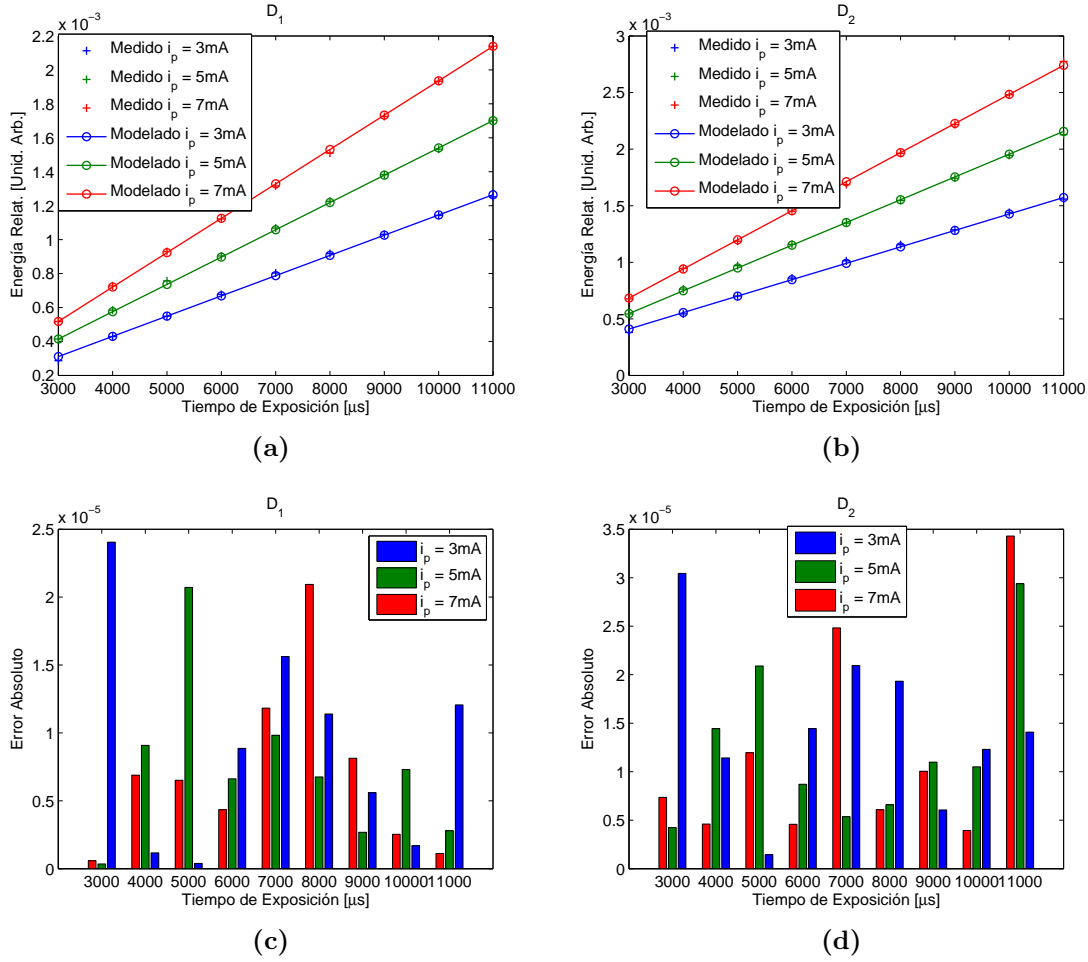 D1
x 10^-3
2.2
2
1.8
1.6
1.4
1.2
1
0.8
0.6
0.4
0.2
Energía Relat. [Unid. Arb.]
Medido i_p = 3mA
Medido i_p = 5mA
Medido i_p = 7mA
Modelado i_p = 3mA
Modelado i_p = 5mA
Modelado i_p = 7mA
3000 4000 5000 6000 7000 8000 9000 10000 11000
Tiempo de Exposición [µs]
(a)
D2
x 10^-3
3
2.5
2
1.5
1
0.5
0
Energía Relat. [Unid. Arb.]
Medido i_p = 3mA
Medido i_p = 5mA
Medido i_p = 7mA
Modelado i_p = 3mA
Modelado i_p = 5mA
Modelado i_p = 7mA
3000 4000 5000 6000 7000 8000 9000 10000 11000
Tiempo de Exposición [µs]
(b)
D1
x 10^-5
2.5
2
1.5
1
0.5
0
Error Absoluto
i_p = 3mA
i_p = 5mA
i_p = 7mA
3000 4000 5000 6000 7000 8000 9000 10000 11000
Tiempo de Exposición [µs]
(c)
D2
x 10^-5
3.5
3
2.5
2
1.5
1
0.5
0
Error Absoluto
i_p = 3mA
i_p = 5mA
i_p = 7mA
3000 4000 5000 6000 7000 8000 9000 10000 11000
Tiempo de Exposición [µs]
(d)